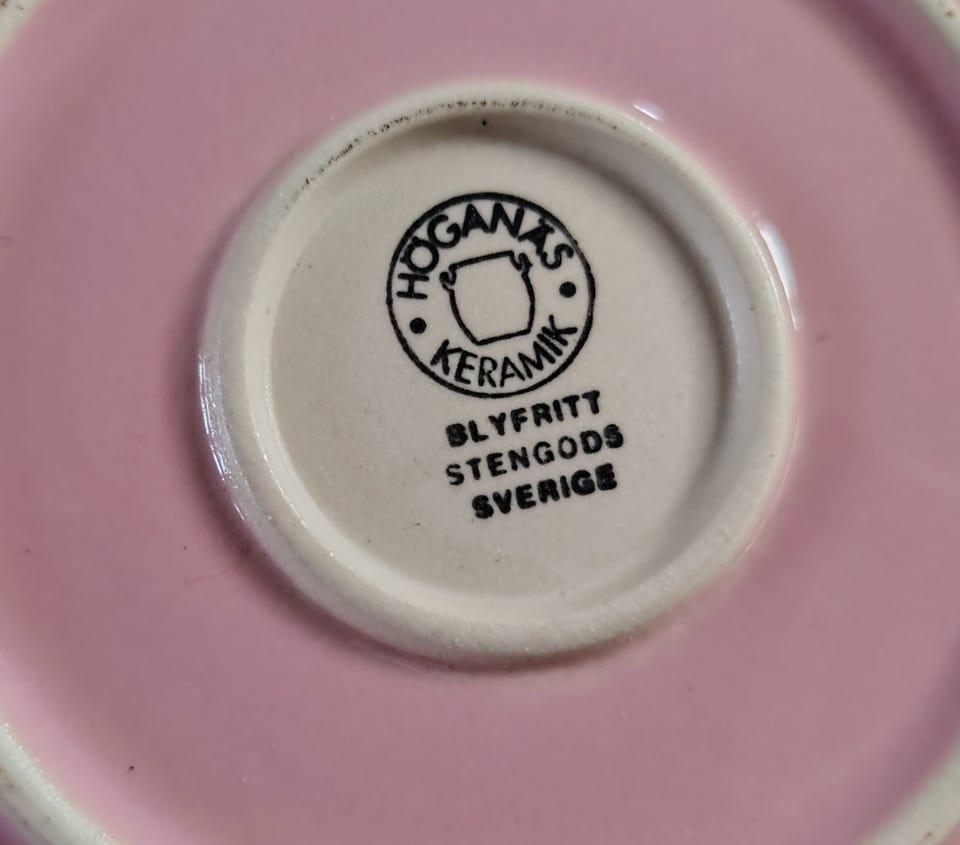 HÖGANÄS
KERAMIK
BLYFRITT
STENGODS
SVERIGE